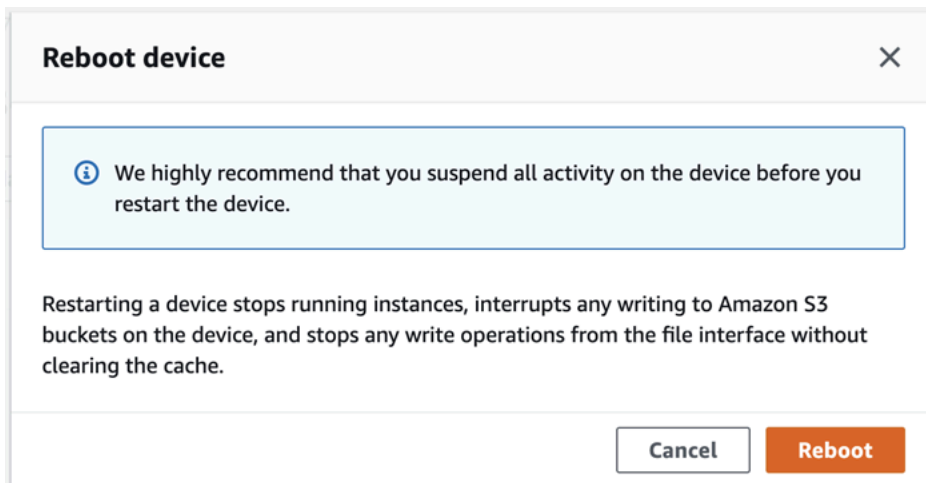 Reboot device
We highly recommend that you suspend all activity on the device before you
restart the device.
Restarting a device stops running instances, interrupts any writing to Amazon S3
buckets on the device, and stops any write operations from the file interface without
clearing the cache.
Cancel
Reboot